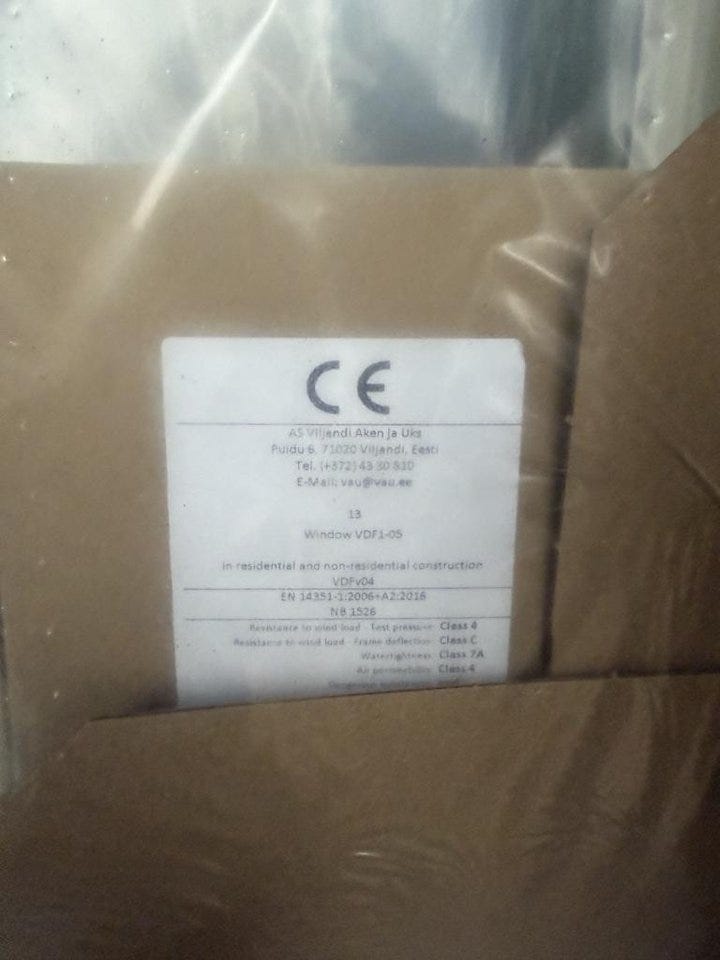 CE
AS Viljandi Aken ja Uks
Puidu 6, 71020 Viljandi, Eesti
Tel. (+372) 43 30 810
E-Mail: vau@vau.ee
13
Window VDF1-05
in residential and non-residential construction
VDFv04
EN 14351-1:2006+A2:2016
NB 1526
Resistance to wind load - Test pressure: Class 4
Resistance to wind load - Frame deflection: Class C
Watertightness: Class 7A
Air permeability: Class 4